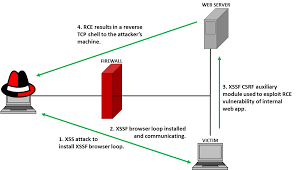 WEB SERVER
4. RCE results in a reverse
TCP shell to the attacker's
machine.
FIREWALL
3. XSSF CSRF auxiliary
module used to exploit RCE
vulnerability of internal
web app.
2. XSSF browser loop installed
and communicating.
1. XSS attack to
install XSSF browser loop.
VICTIM